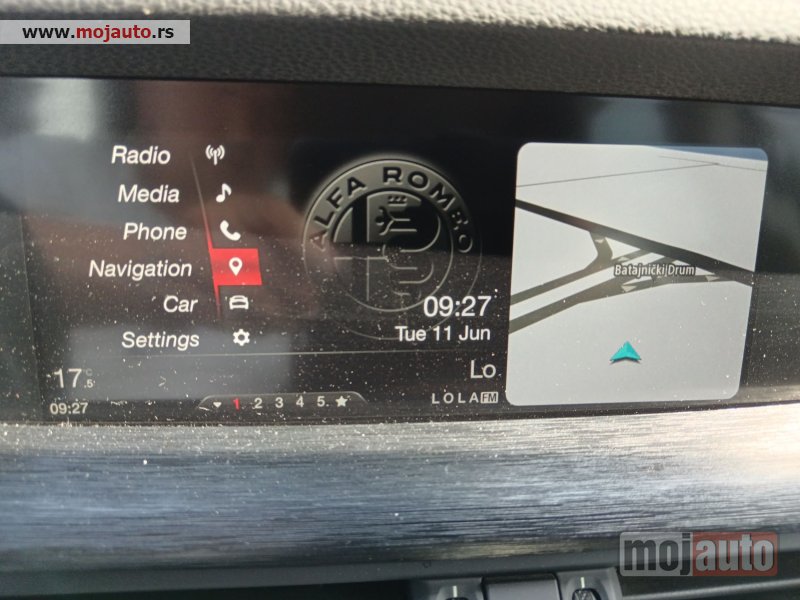 www.mojauto.rs
Radio
Media
Phone
Navigation
Car
Settings
ALFA ROMEO
09:27
Tue 11 Jun
Batajnički Drum
17.5°C
Lo
09:27
1 2 3 4 5
LOLA FM
mojauto